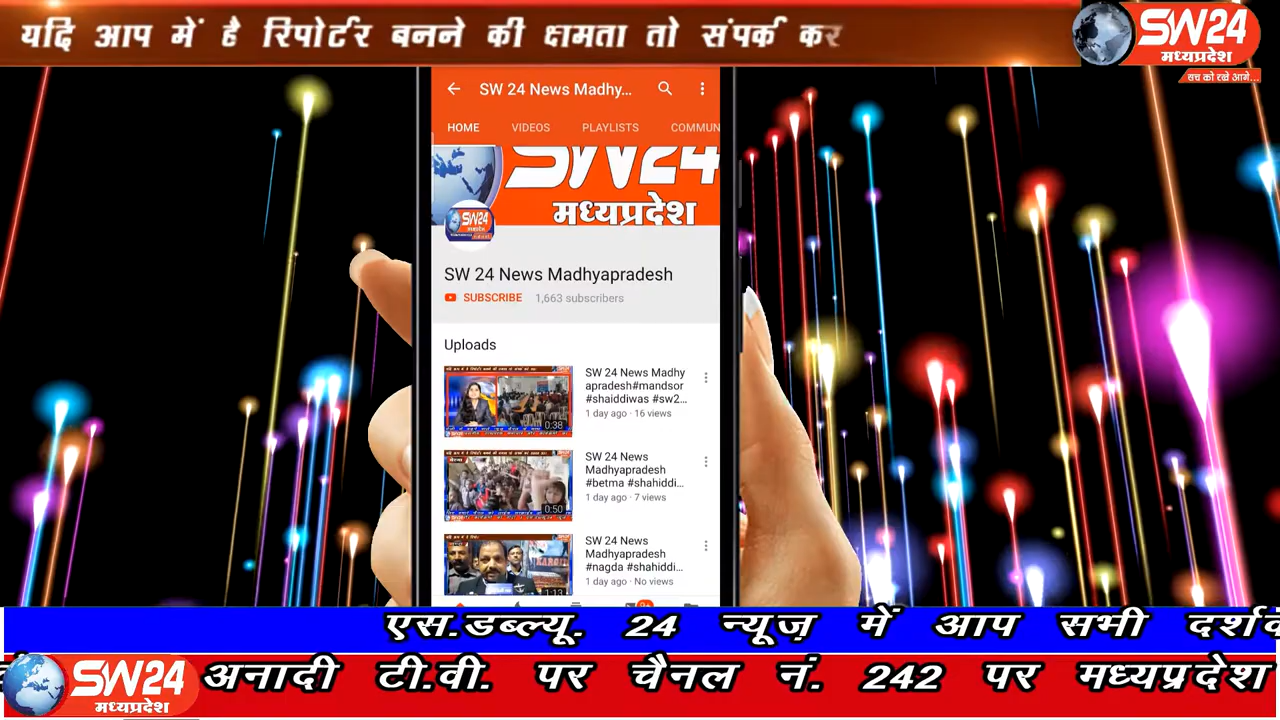 यदि आप में है रिपोर्टर बनने की क्षमता तो संपर्क कर
SW24
मध्यप्रदेश
सच को रखे आगे...
SW 24 News Madhy...
HOME VIDEOS PLAYLISTS COMMUN
SW24
मध्यप्रदेश
SW24
SW 24 News Madhyapradesh
SUBSCRIBE 1,663 subscribers
Uploads
SW 24 News Madhy
apradesh#mandsor
#shaiddiwas #sw2...
1 day ago · 16 views
0:38
SW 24 News
Madhyapradesh
#betma #shahiddi...
1 day ago · 7 views
0:50
SW 24 News
Madhyapradesh
#nagda #shahiddi...
1 day ago · No views
1:13
एस.डब्ल्यू. 24 न्यूज़ में आप सभी दर्शक
अनादी टी.वी. पर चैनल नं. 242 पर मध्यप्रदेश
SW24
मध्यप्रदेश